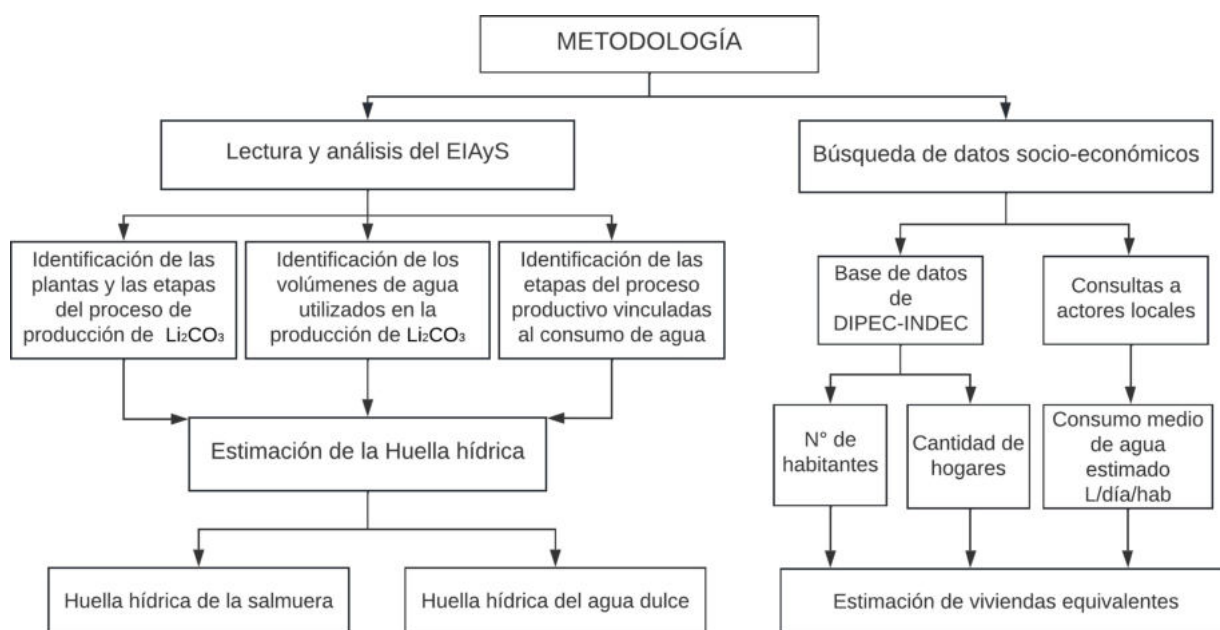 METODOLOGÍA
Lectura y análisis del EIAyS
Búsqueda de datos socio-económicos
Identificación de las
plantas y las etapas
del proceso de
producción de Li₂CO₃
Identificación de los
volúmenes de agua
utilizados en la
producción de Li₂CO₃
Identificación de las
etapas del proceso
productivo vinculadas
al consumo de agua
Base de datos
de
DIPEC-INDEC
Consultas a
actores locales
Estimación de la Huella hídrica
N° de
habitantes
Cantidad de
hogares
Consumo medio
de agua
estimado
L/día/hab
Huella hídrica de la salmuera
Huella hídrica del agua dulce
Estimación de viviendas equivalentes